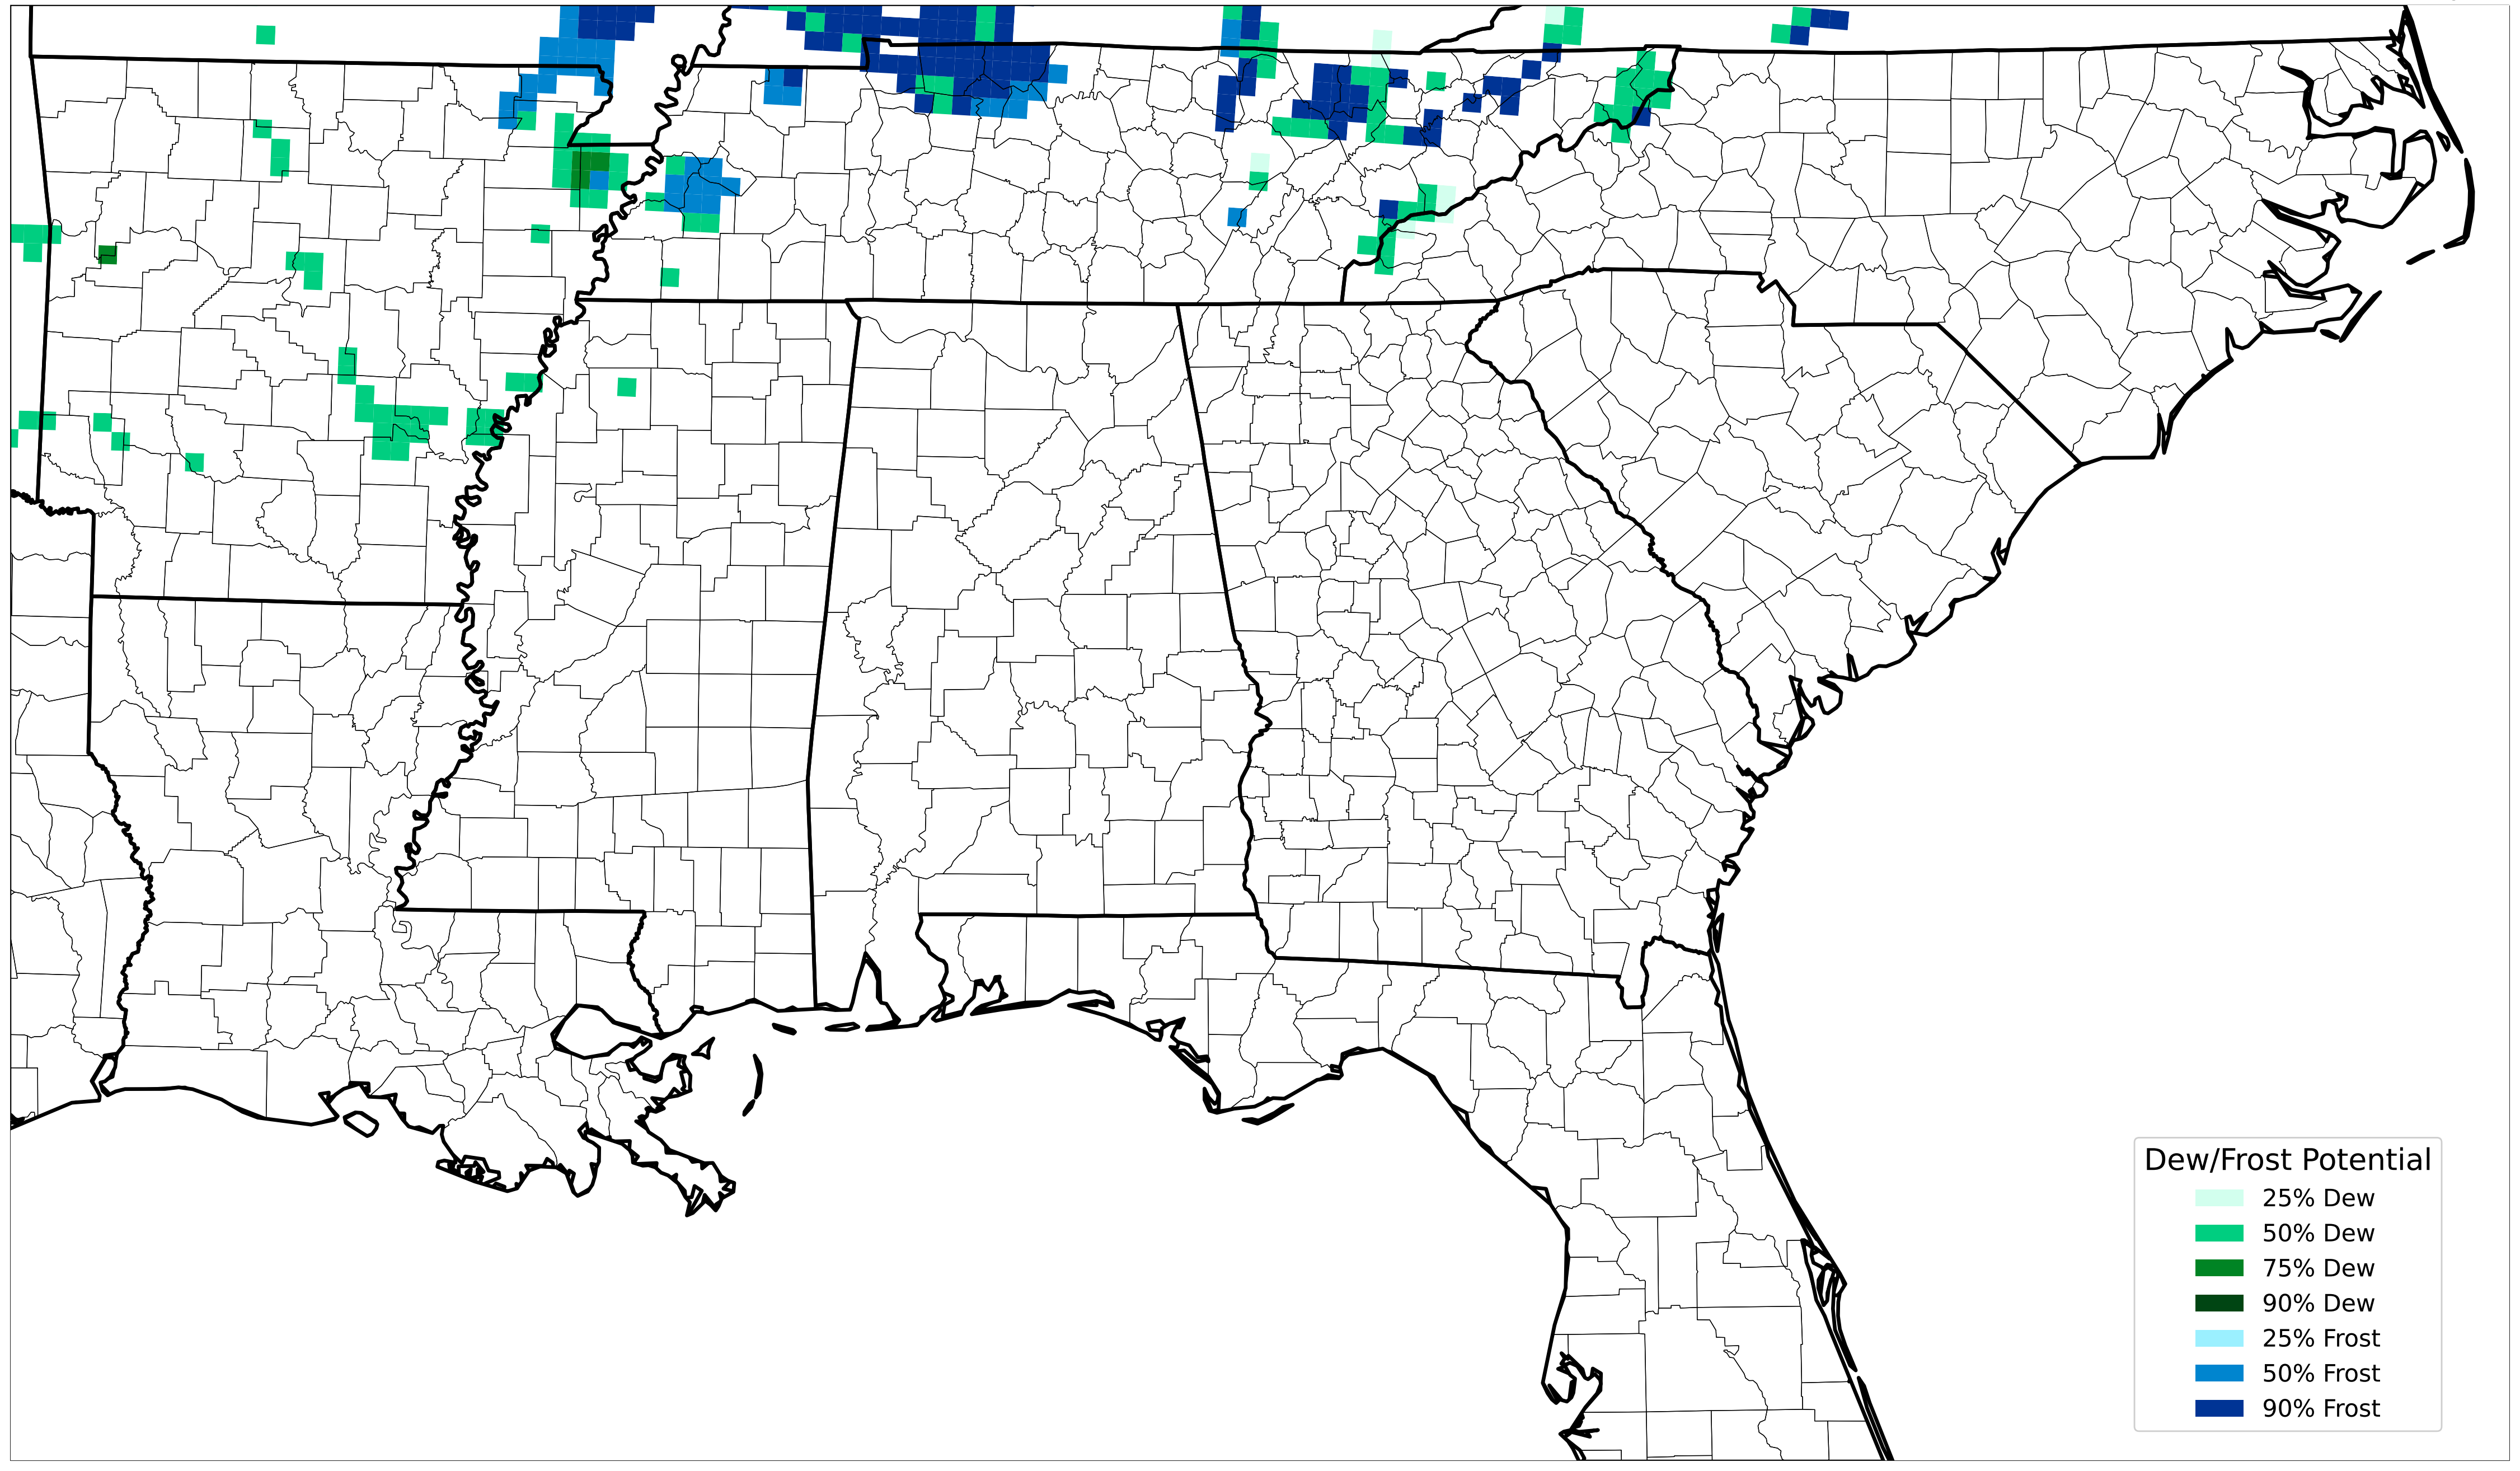 Dew/Frost Potential
25% Dew
50% Dew
75% Dew
90% Dew
25% Frost
50% Frost
90% Frost